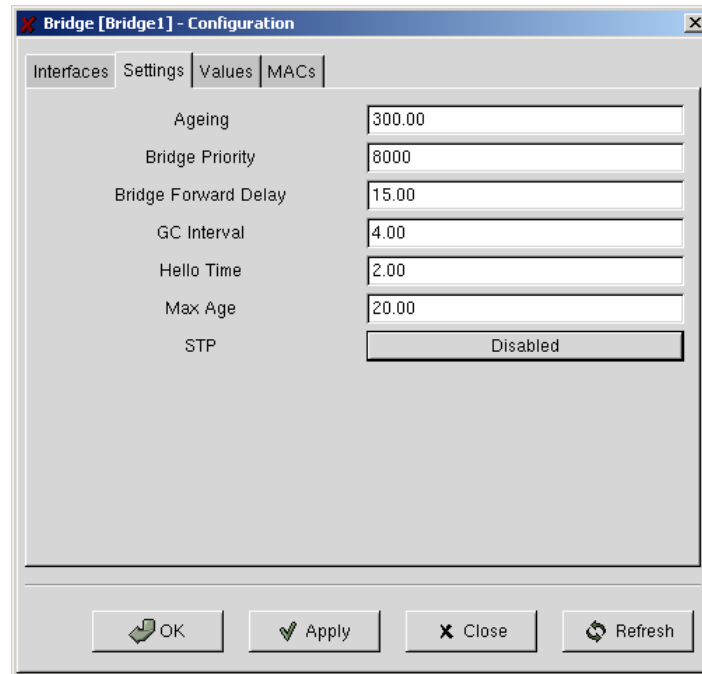 Bridge [Bridge1] - Configuration
Interfaces Settings Values MACs
Ageing 300.00
Bridge Priority 8000
Bridge Forward Delay 15.00
GC Interval 4.00
Hello Time 2.00
Max Age 20.00
STP Disabled
OK Apply Close Refresh